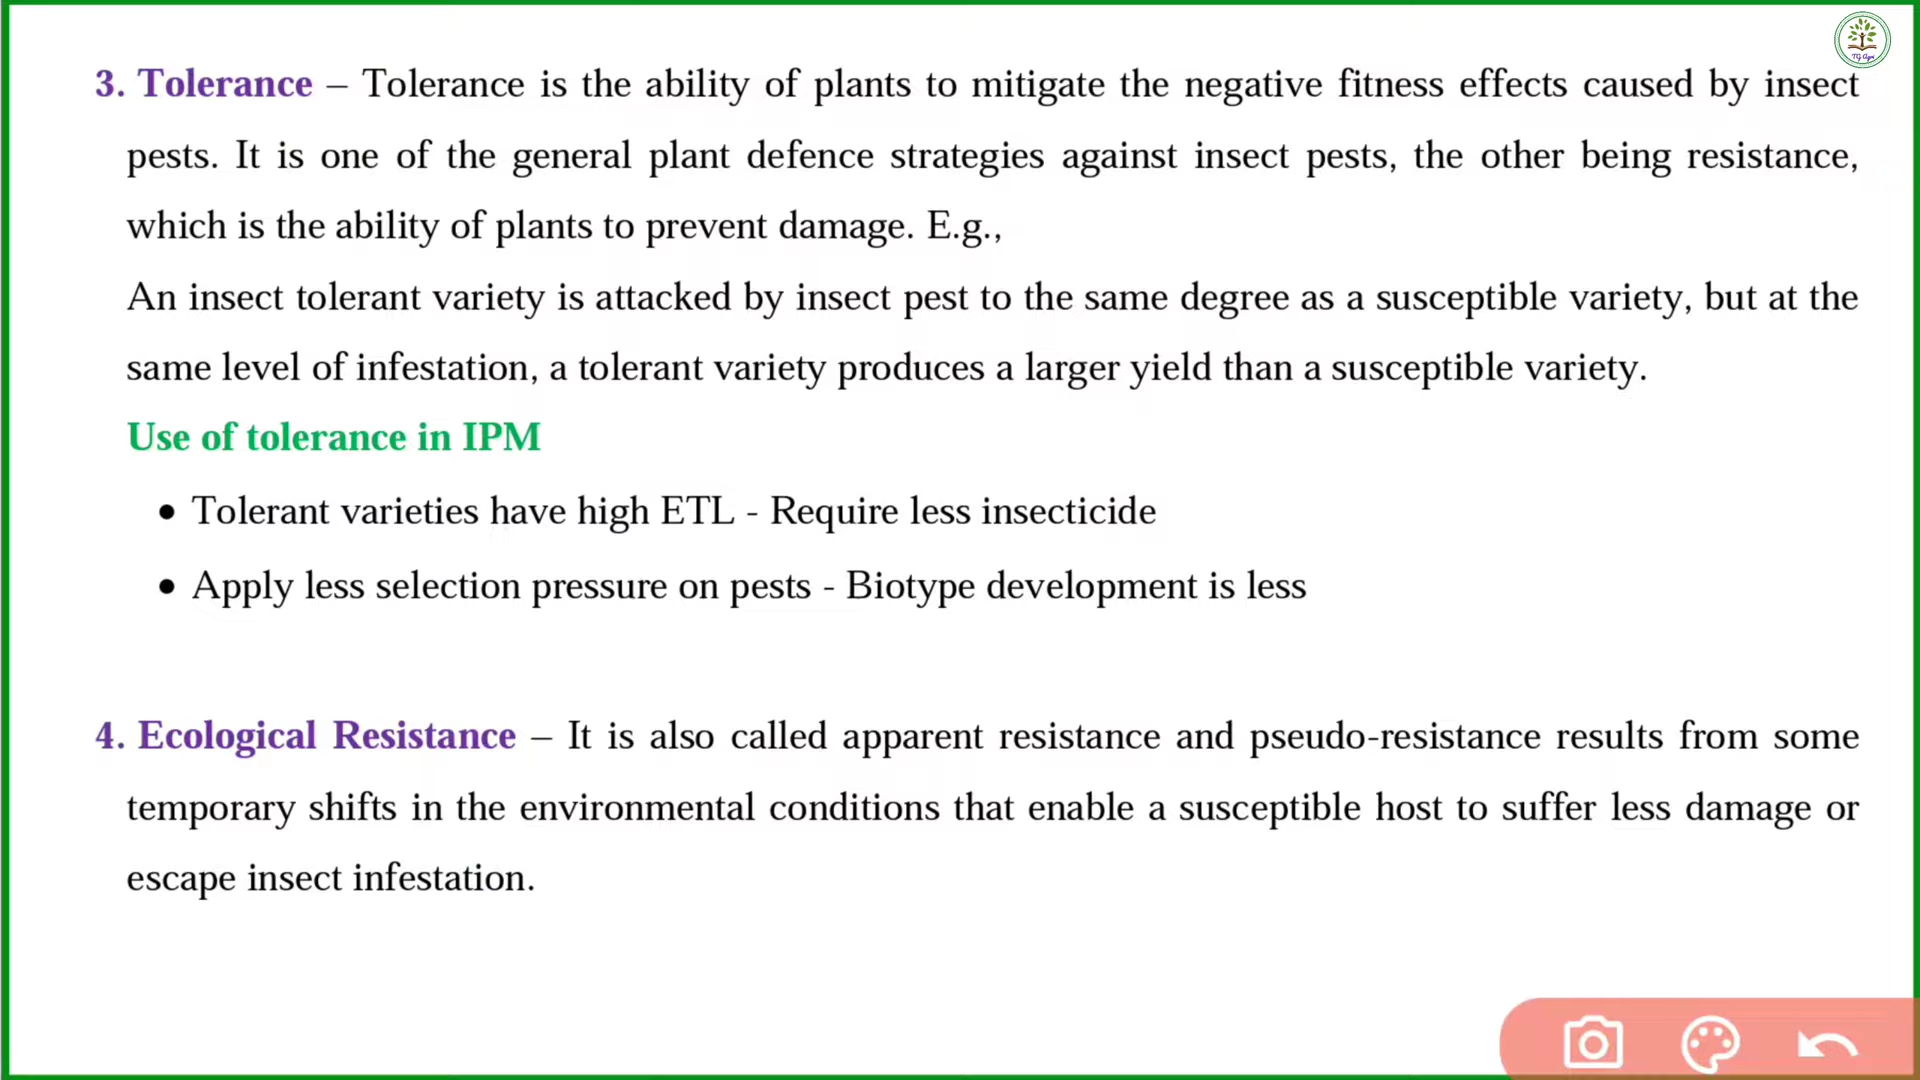 TG Agri
3. Tolerance – Tolerance is the ability of plants to mitigate the negative fitness effects caused by insect
pests. It is one of the general plant defence strategies against insect pests, the other being resistance,
which is the ability of plants to prevent damage. E.g.,
An insect tolerant variety is attacked by insect pest to the same degree as a susceptible variety, but at the
same level of infestation, a tolerant variety produces a larger yield than a susceptible variety.
Use of tolerance in IPM
• Tolerant varieties have high ETL - Require less insecticide
• Apply less selection pressure on pests - Biotype development is less
4. Ecological Resistance – It is also called apparent resistance and pseudo-resistance results from some
temporary shifts in the environmental conditions that enable a susceptible host to suffer less damage or
escape insect infestation.